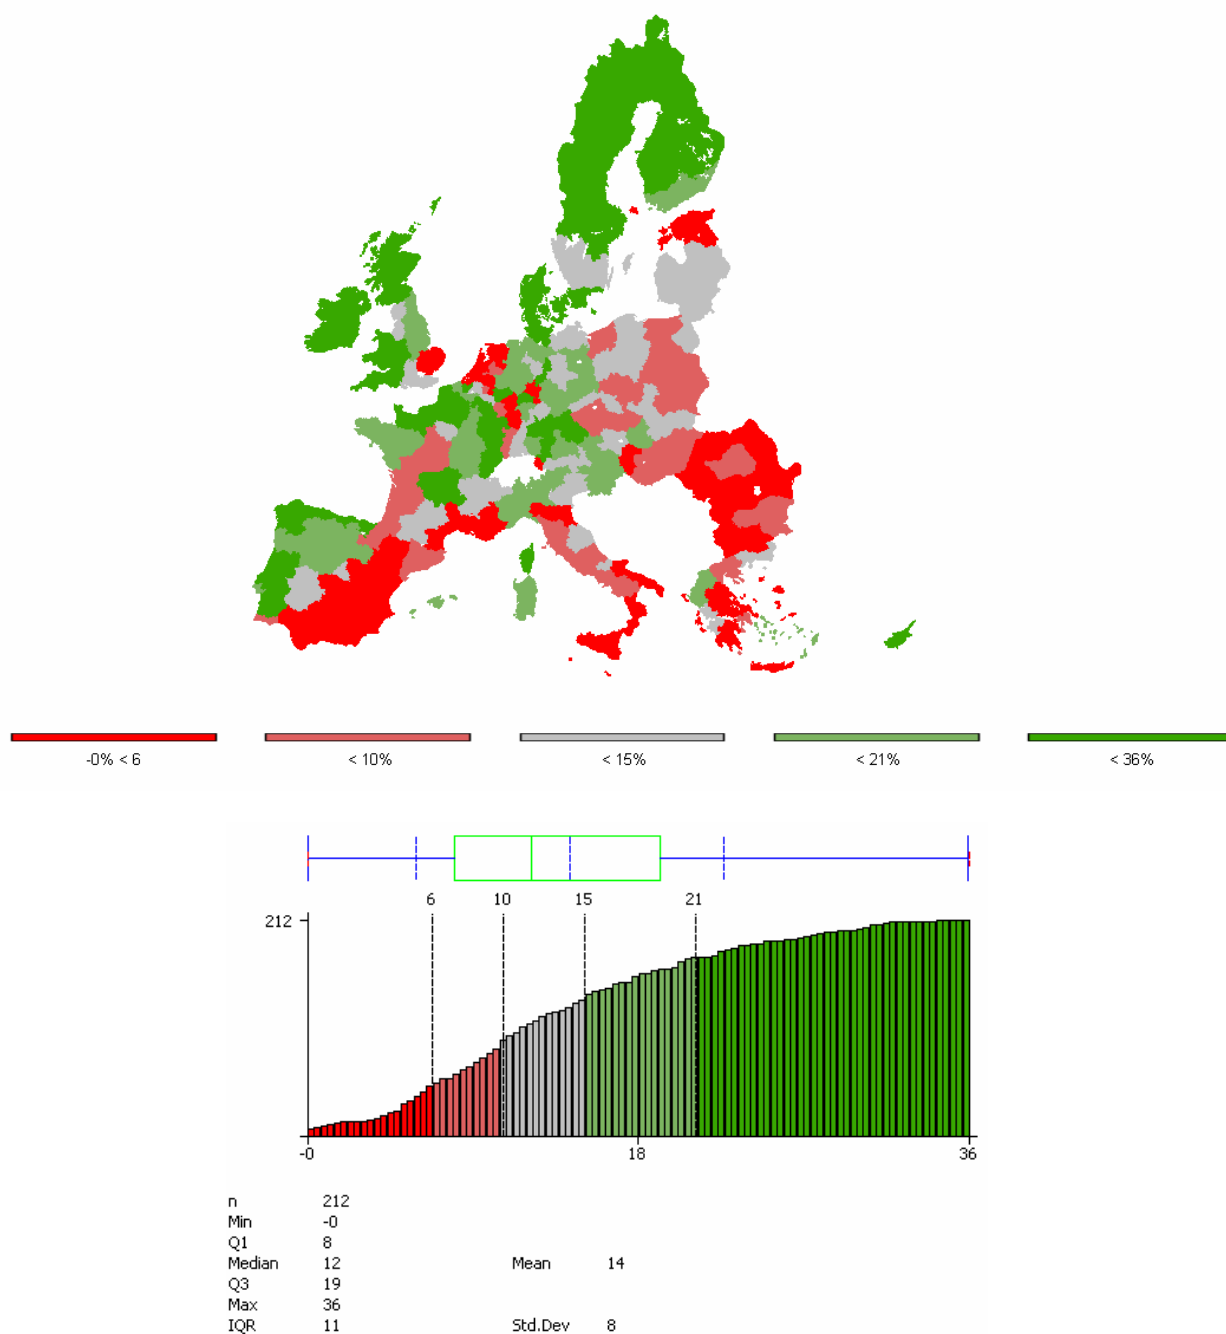 -0% < 6 < 10% < 15% < 21% < 36%
6 10 15 21
212
-0 18 36
n 212
Min -0
Q1 8
Median 12 Mean 14
Q3 19
Max 36
IQR 11 Std.Dev 8